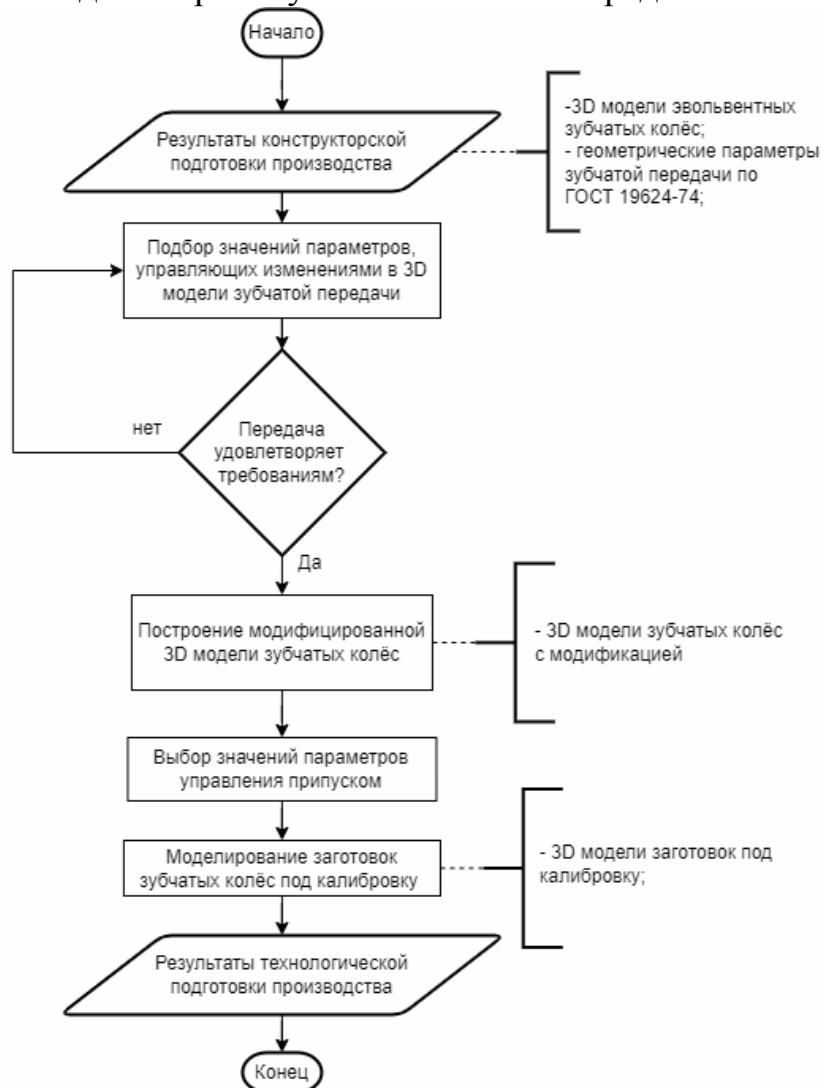 Начало
Результаты конструкторской
подготовки производства
-3D модели эвольвентных
зубчатых колёс;
- геометрические параметры
зубчатой передачи по
ГОСТ 19624-74;
Подбор значений параметров,
управляющих изменениями в 3D
модели зубчатой передачи
нет
Передача
удовлетворяет
требованиям?
Да
Построение модифицированной
3D модели зубчатых колёс
- 3D модели зубчатых колёс
с модификацией
Выбор значений параметров
управления припуском
Моделирование заготовок
зубчатых колёс под калибровку
- 3D модели заготовок под
калибровку;
Результаты технологической
подготовки производства
Конец